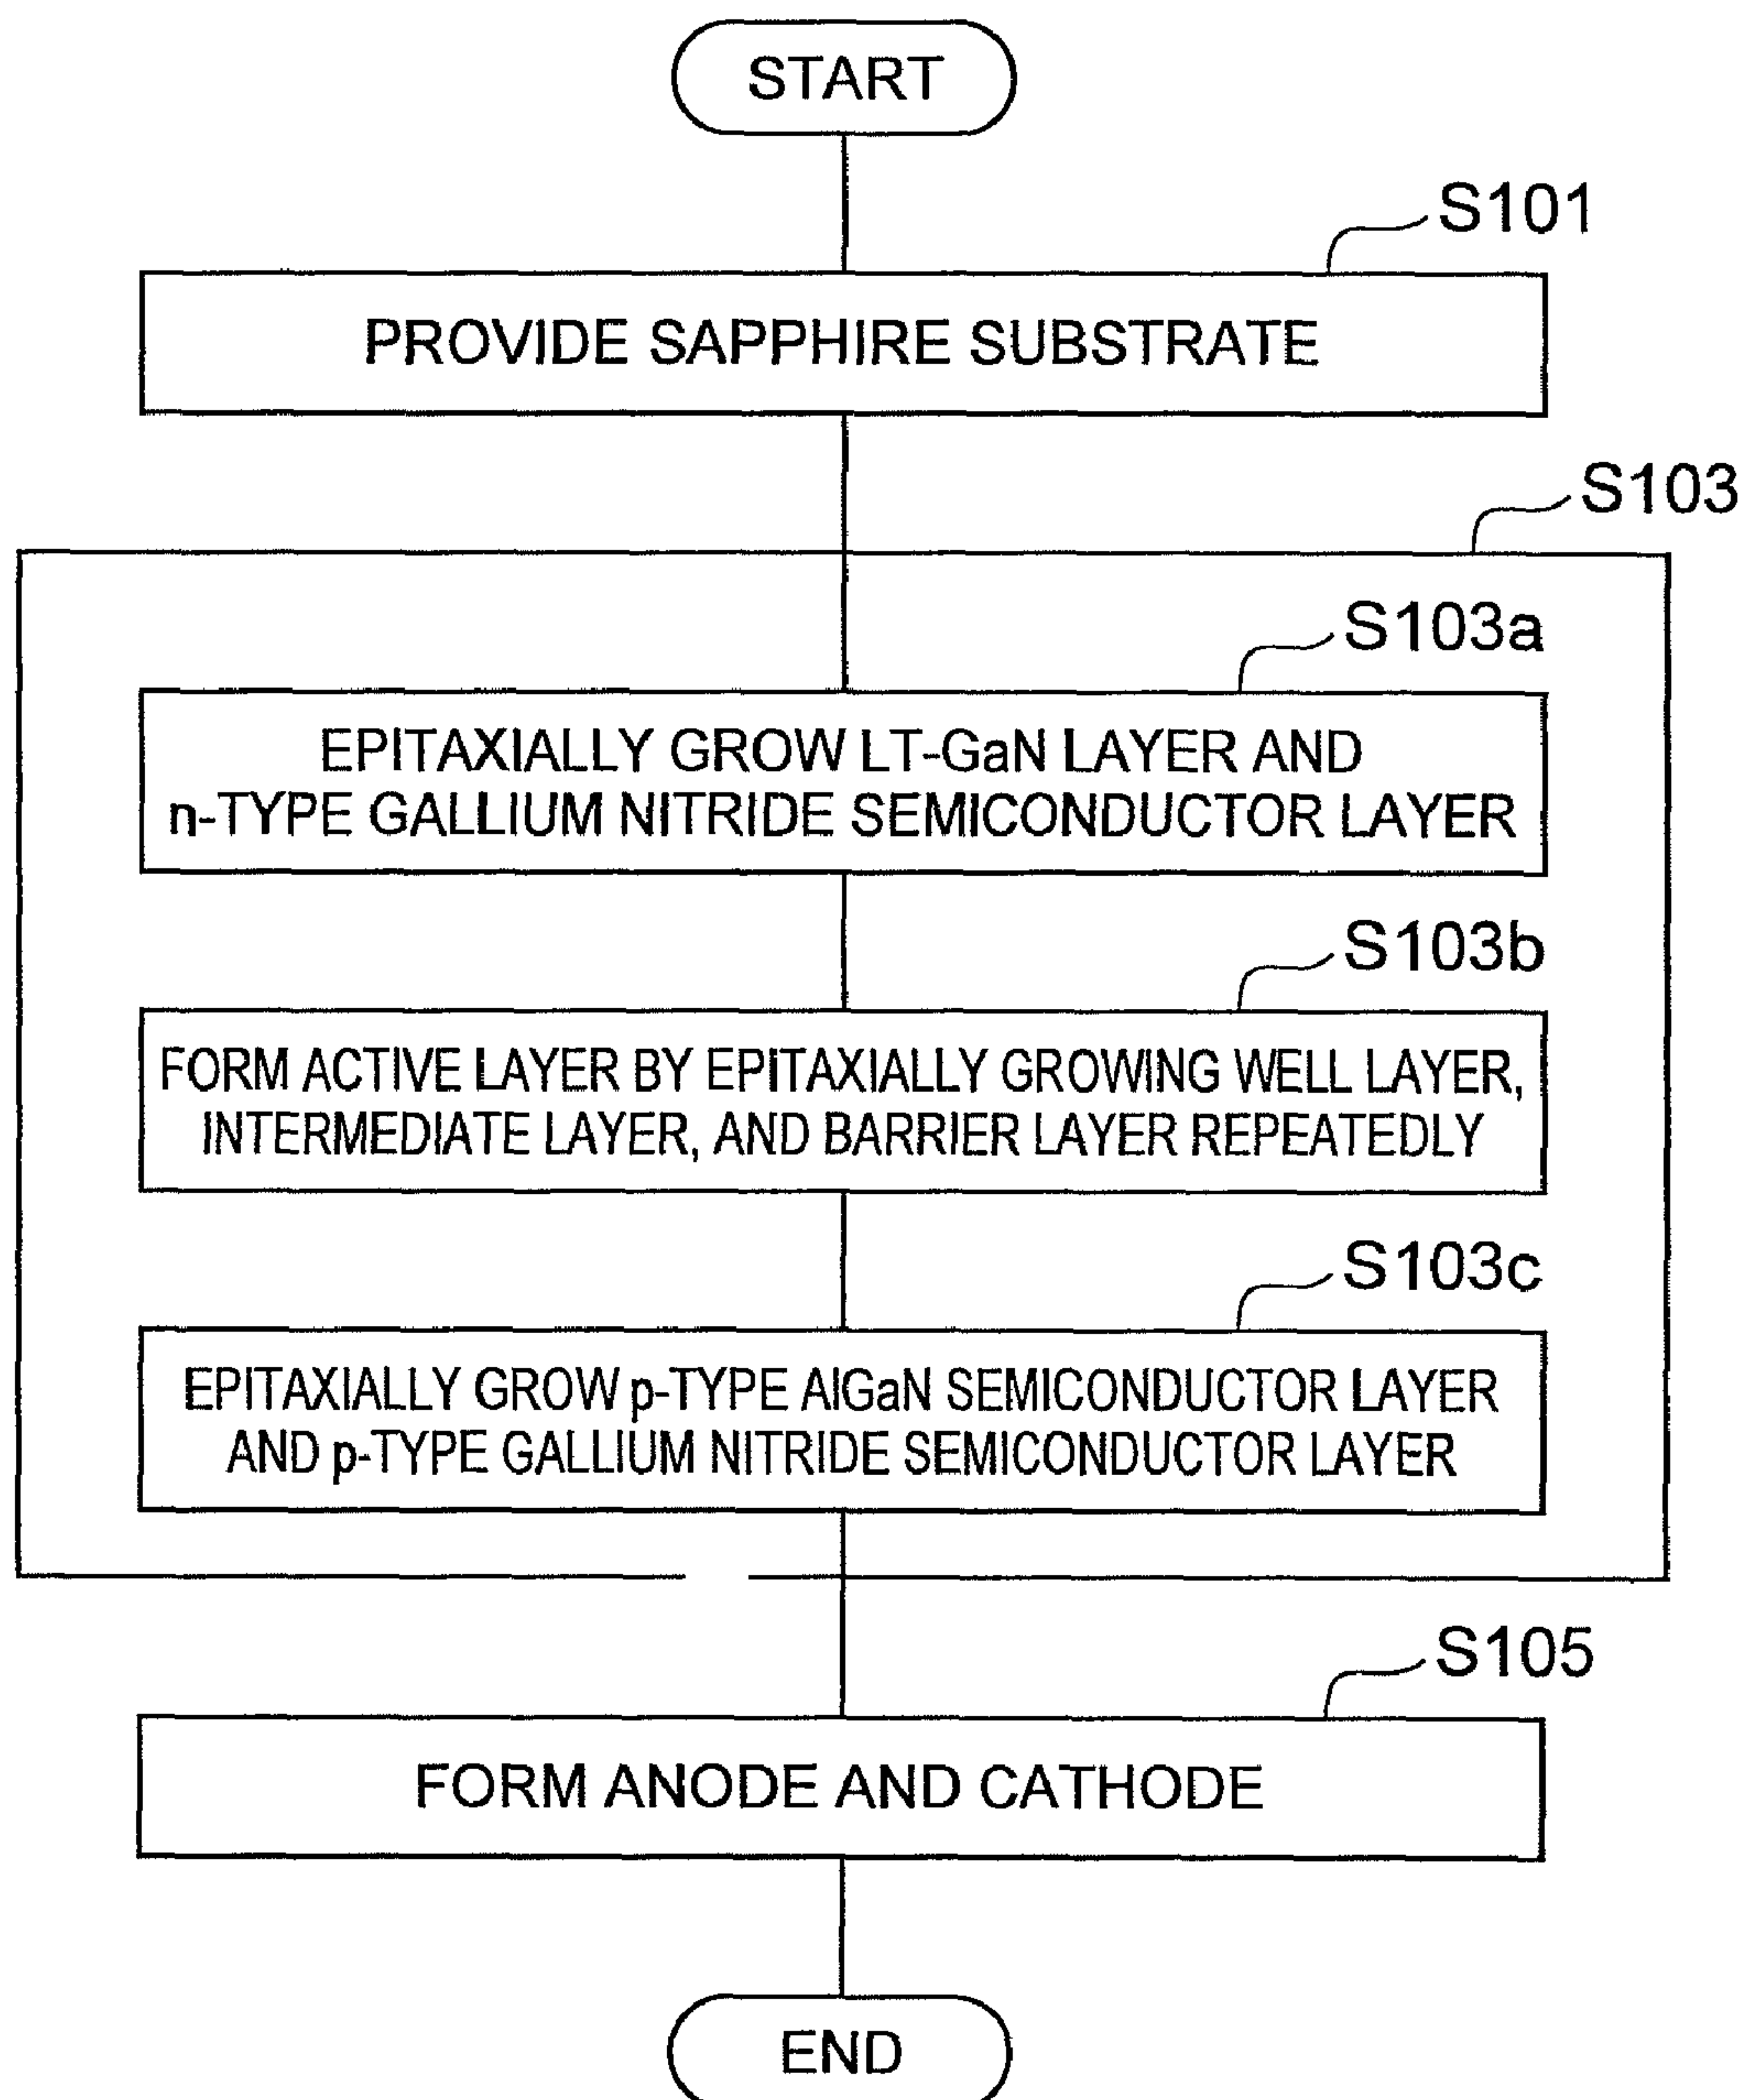 START
S101
PROVIDE SAPPHIRE SUBSTRATE
S103
S103a
EPITAXIALLY GROW LT-GaN LAYER AND
n-TYPE GALLIUM NITRIDE SEMICONDUCTOR LAYER
S103b
FORM ACTIVE LAYER BY EPITAXIALLY GROWING WELL LAYER,
INTERMEDIATE LAYER, AND BARRIER LAYER REPEATEDLY
S103c
EPITAXIALLY GROW p-TYPE AlGaN SEMICONDUCTOR LAYER
AND p-TYPE GALLIUM NITRIDE SEMICONDUCTOR LAYER
S105
FORM ANODE AND CATHODE
END